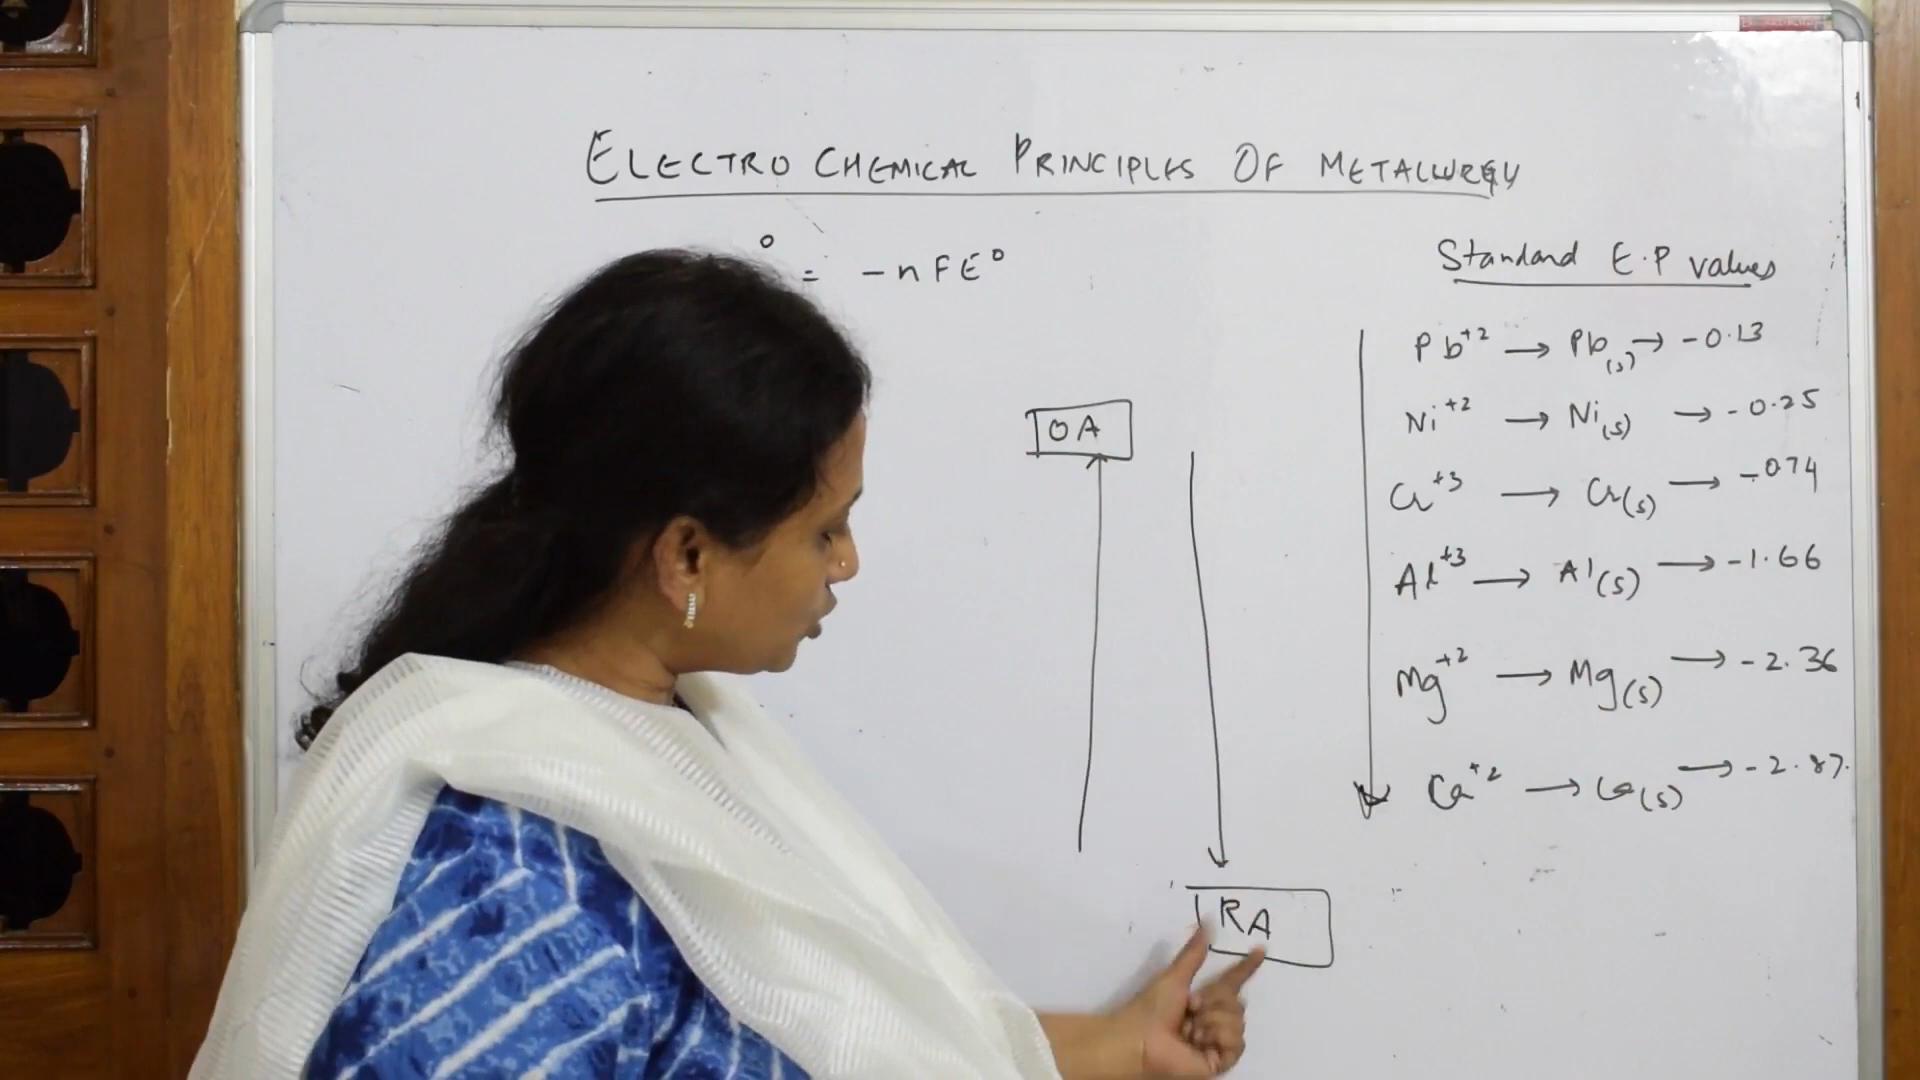 ELECTRO CHEMICAL PRINCIPLES OF METALLURGY
° = - n F E°
Standard E.P values
Pb+2 → Pb(s) → -0.13
Ni+2 → Ni(s) → -0.25
OA
Cr+3 → Cr(s) → -0.74
Al+3 → Al(s) → -1.66
Mg+2 → Mg(s) → -2.36
Ca+2 → Ca(s) → -2.87
RA